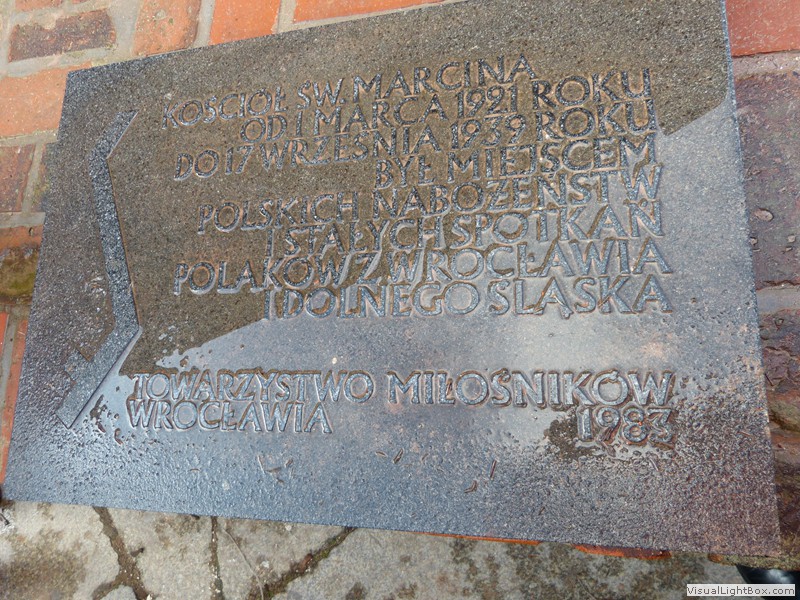 KOŚCIÓŁ ŚW. MARCINA
OD 1 MARCA 1921 ROKU
DO 17 WRZEŚNIA 1939 ROKU
BYŁ MIEJSCEM
POLSKICH NABOŻEŃSTW
I STAŁYCH SPOTKAŃ
POLAKÓW Z WROCŁAWIA
I DOLNEGO ŚLĄSKA
TOWARZYSTWO MIŁOŚNIKÓW
WROCŁAWIA 1983
VisualLightBox.com